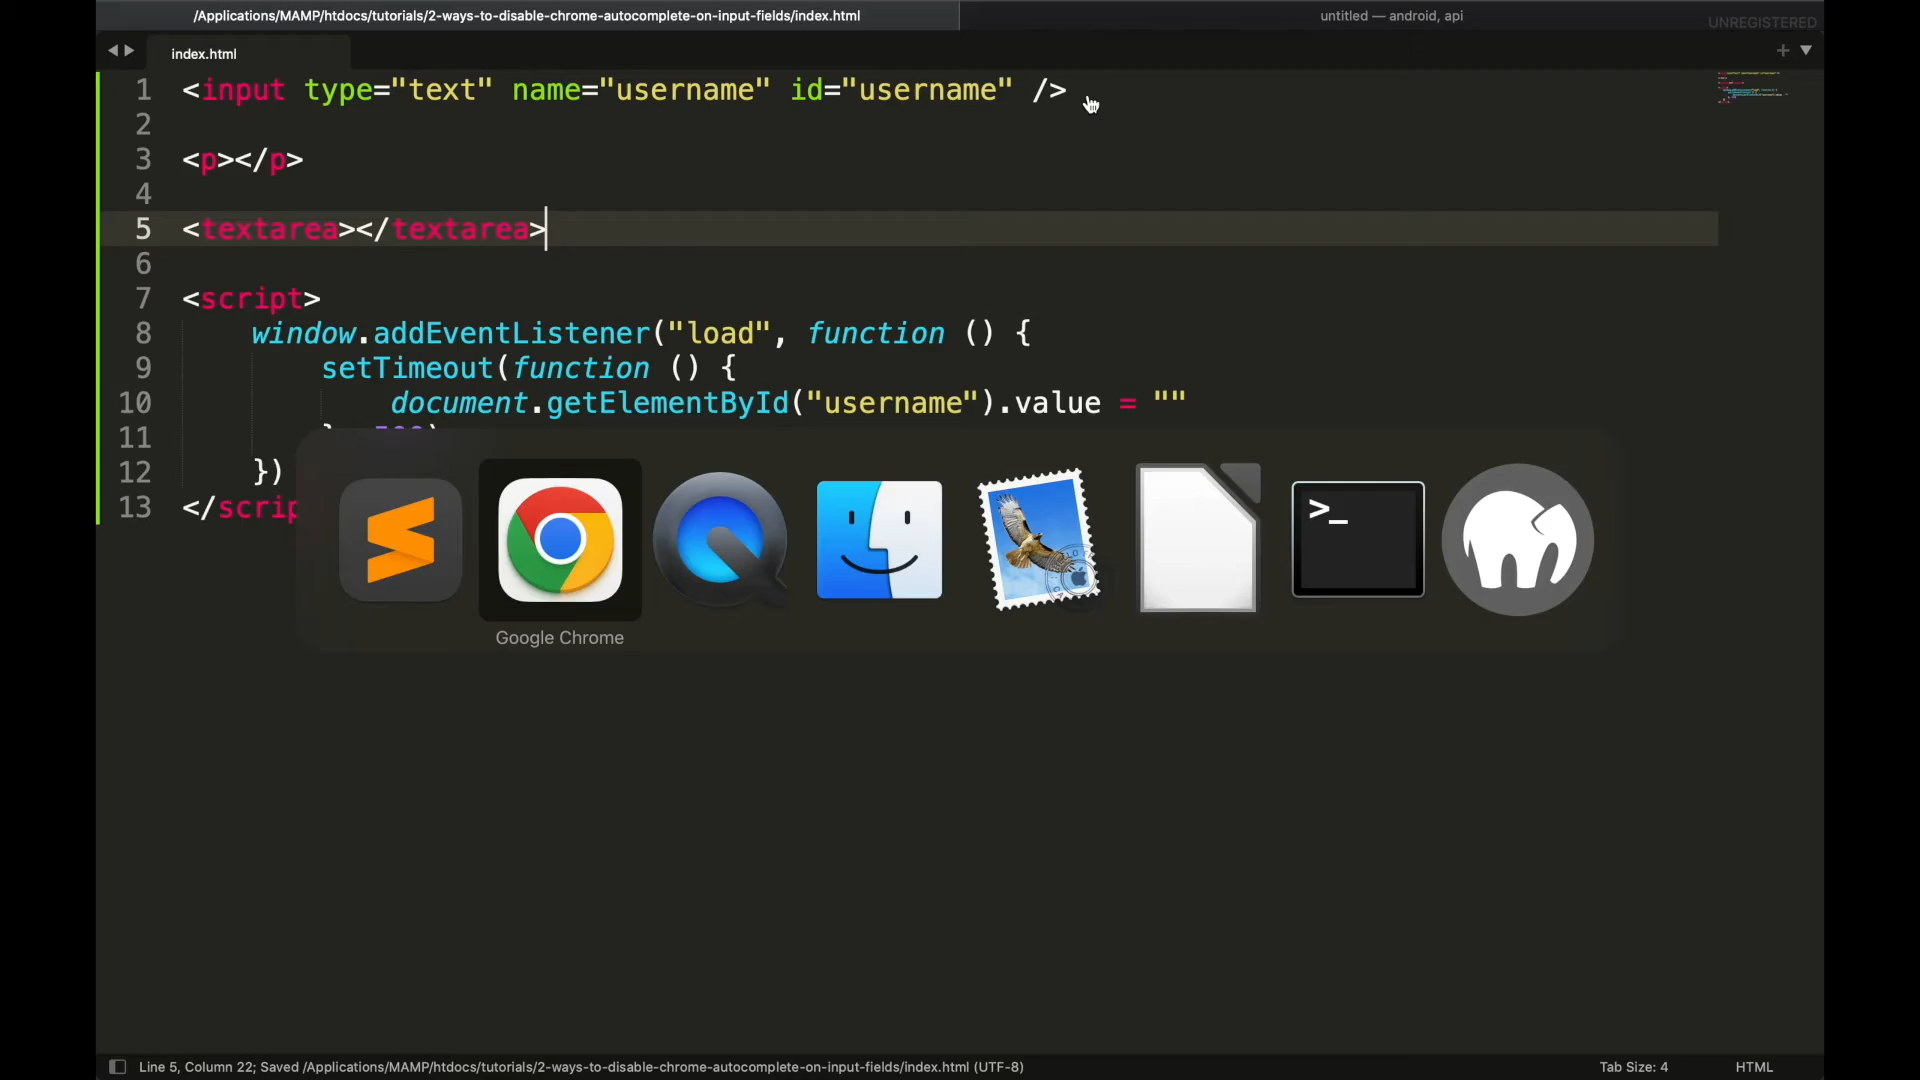 /Applications/MAMP/htdocs/tutorials/2-ways-to-disable-chrome-autocomplete-on-input-fields/index.html
untitled — android, api
UNREGISTERED
index.html
1 <input type="text" name="username" id="username" />
2
3 <p></p>
4
5 <textarea></textarea>
6
7 <script>
8 window.addEventListener("load", function () {
9 setTimeout(function () {
10 document.getElementById("username").value = ""
11
12 })
13 </scrip
>_
Google Chrome
Line 5, Column 22; Saved /Applications/MAMP/htdocs/tutorials/2-ways-to-disable-chrome-autocomplete-on-input-fields/index.html (UTF-8)
Tab Size: 4
HTML